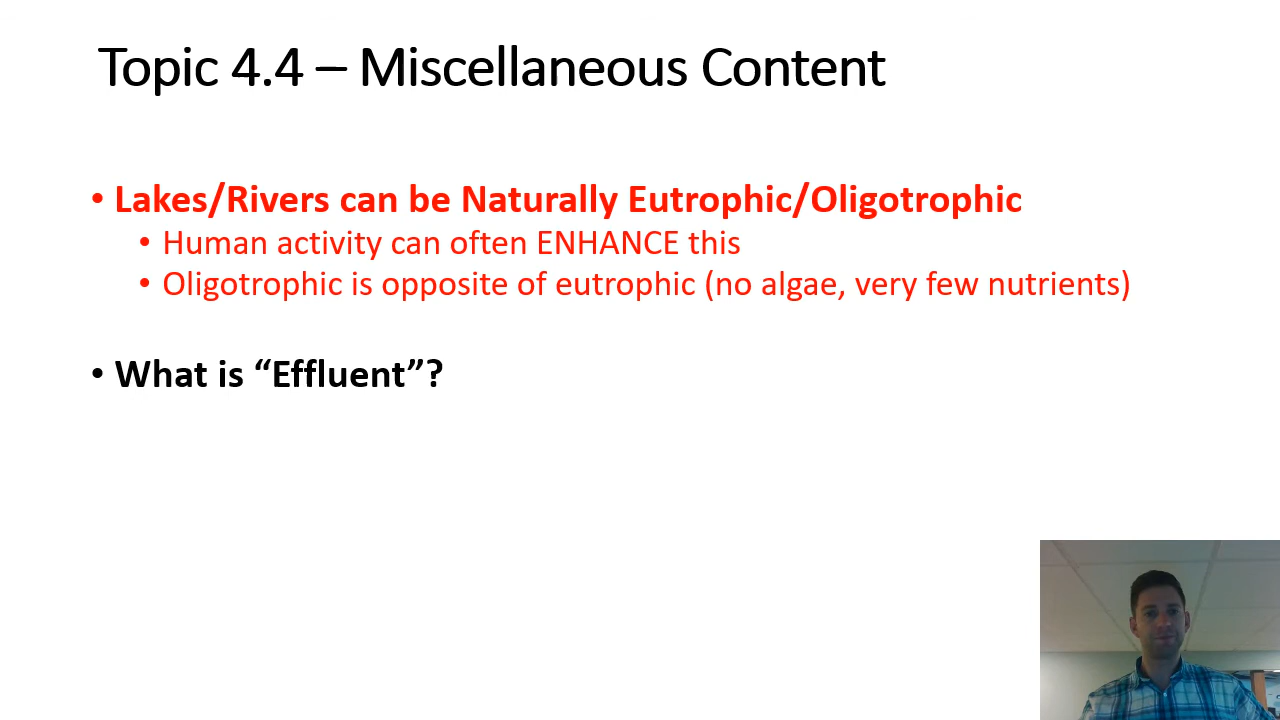 Topic 4.4 – Miscellaneous Content
• Lakes/Rivers can be Naturally Eutrophic/Oligotrophic
• Human activity can often ENHANCE this
• Oligotrophic is opposite of eutrophic (no algae, very few nutrients)
• What is “Effluent”?